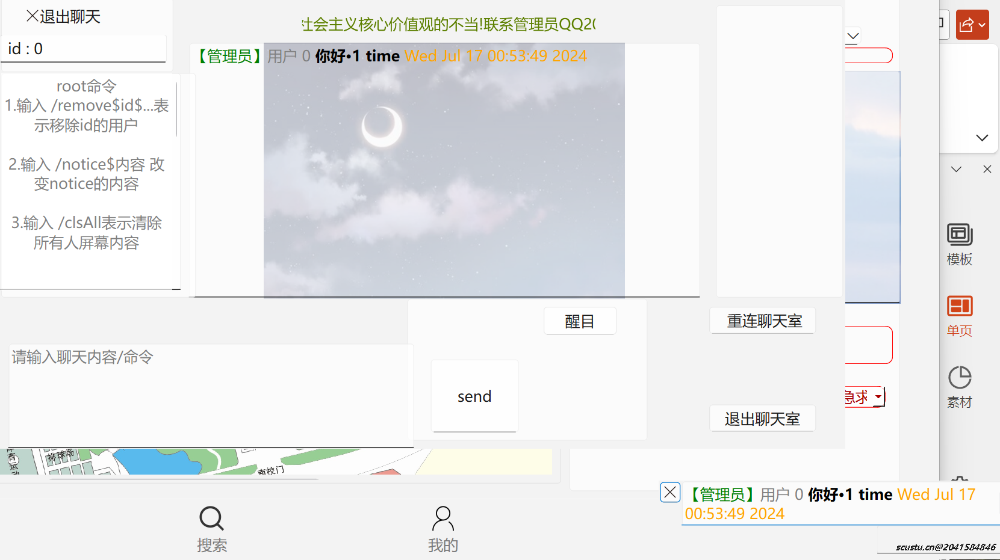 退出聊天
id : 0
root命令
1.输入 /remove$id$...表
示移除id的用户
2.输入 /notice$内容 改
变notice的内容
3.输入 /clsAll表示清除
所有人屏幕内容
社会主义核心价值观的不当!联系管理员QQ20
【管理员】用户 0 你好•1 time Wed Jul 17 00:53:49 2024
醒目
重连聊天室
请输入聊天内容/命令
send
退出聊天室
急求
模板
单页
素材
排球场
南校门
育
运
【管理员】用户 0 你好•1 time Wed Jul 17
00:53:49 2024
搜索
我的
scustu.cn@2041584846